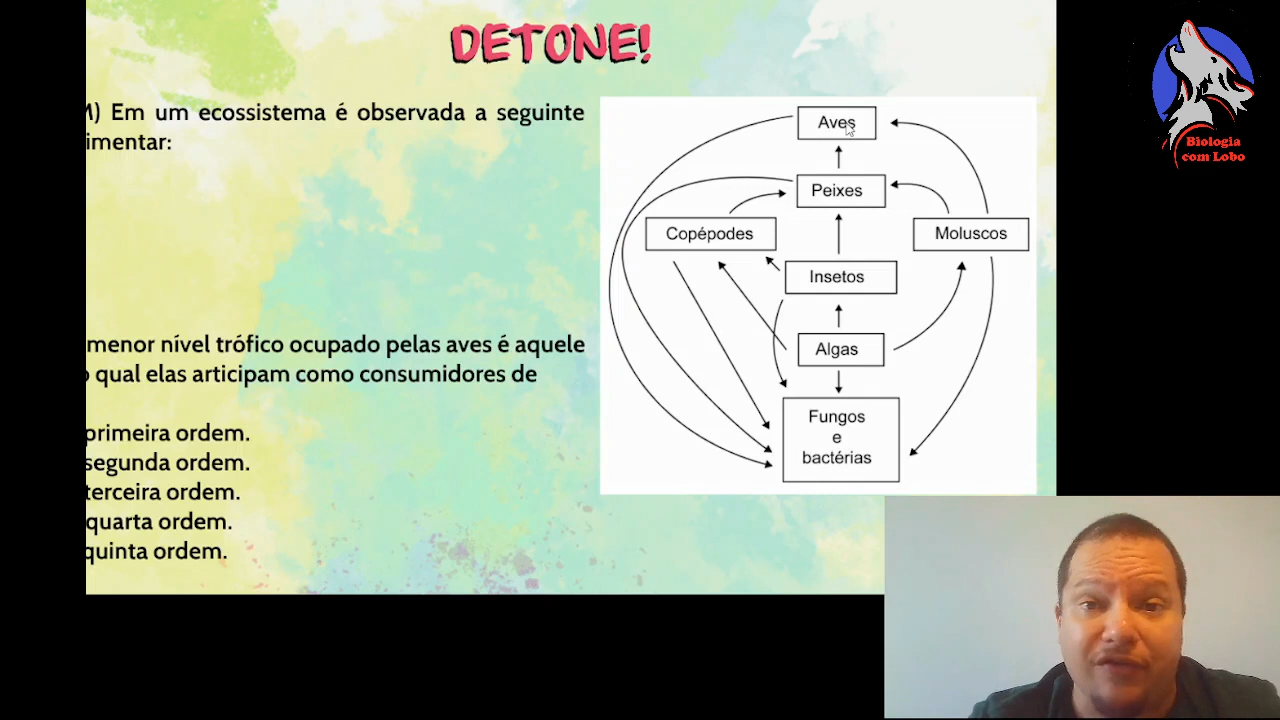 DETONE!
M) Em um ecossistema é observada a seguinte
imentar:
menor nível trófico ocupado pelas aves é aquele
o qual elas articipam como consumidores de
primeira ordem.
segunda ordem.
terceira ordem.
quarta ordem.
quinta ordem.
Aves
Peixes
Copépodes
Moluscos
Insetos
Algas
Fungos
e
bactérias
Biologia
com Lobo